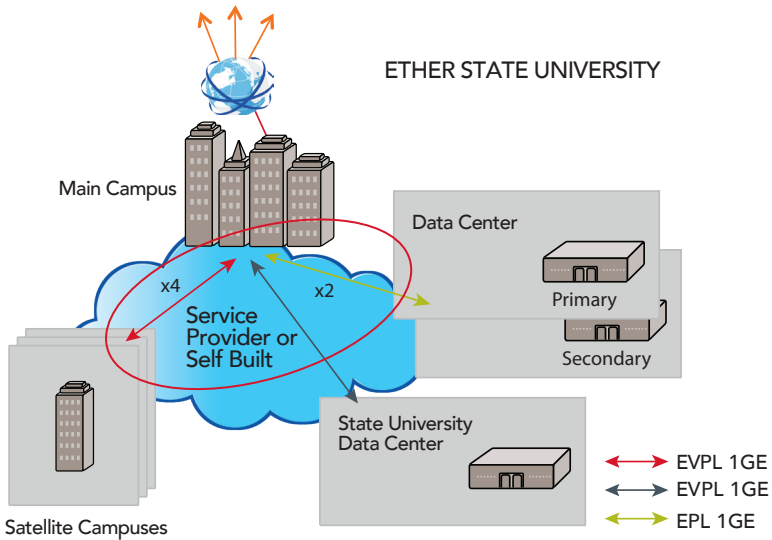 ETHER STATE UNIVERSITY
Main Campus
Data Center
x4
x2
Primary
Service
Provider or
Self Built
Secondary
State University
Data Center
EVPL 1GE
EVPL 1GE
EPL 1GE
Satellite Campuses